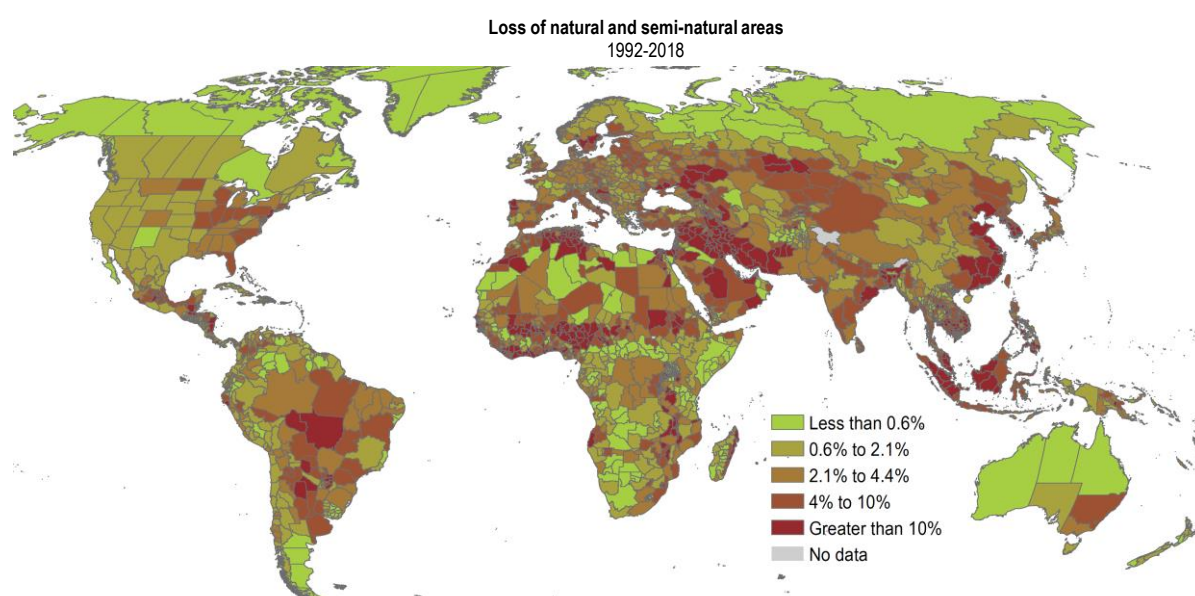 Loss of natural and semi-natural areas
1992-2018
Less than 0.6%
0.6% to 2.1%
2.1% to 4.4%
4% to 10%
Greater than 10%
No data